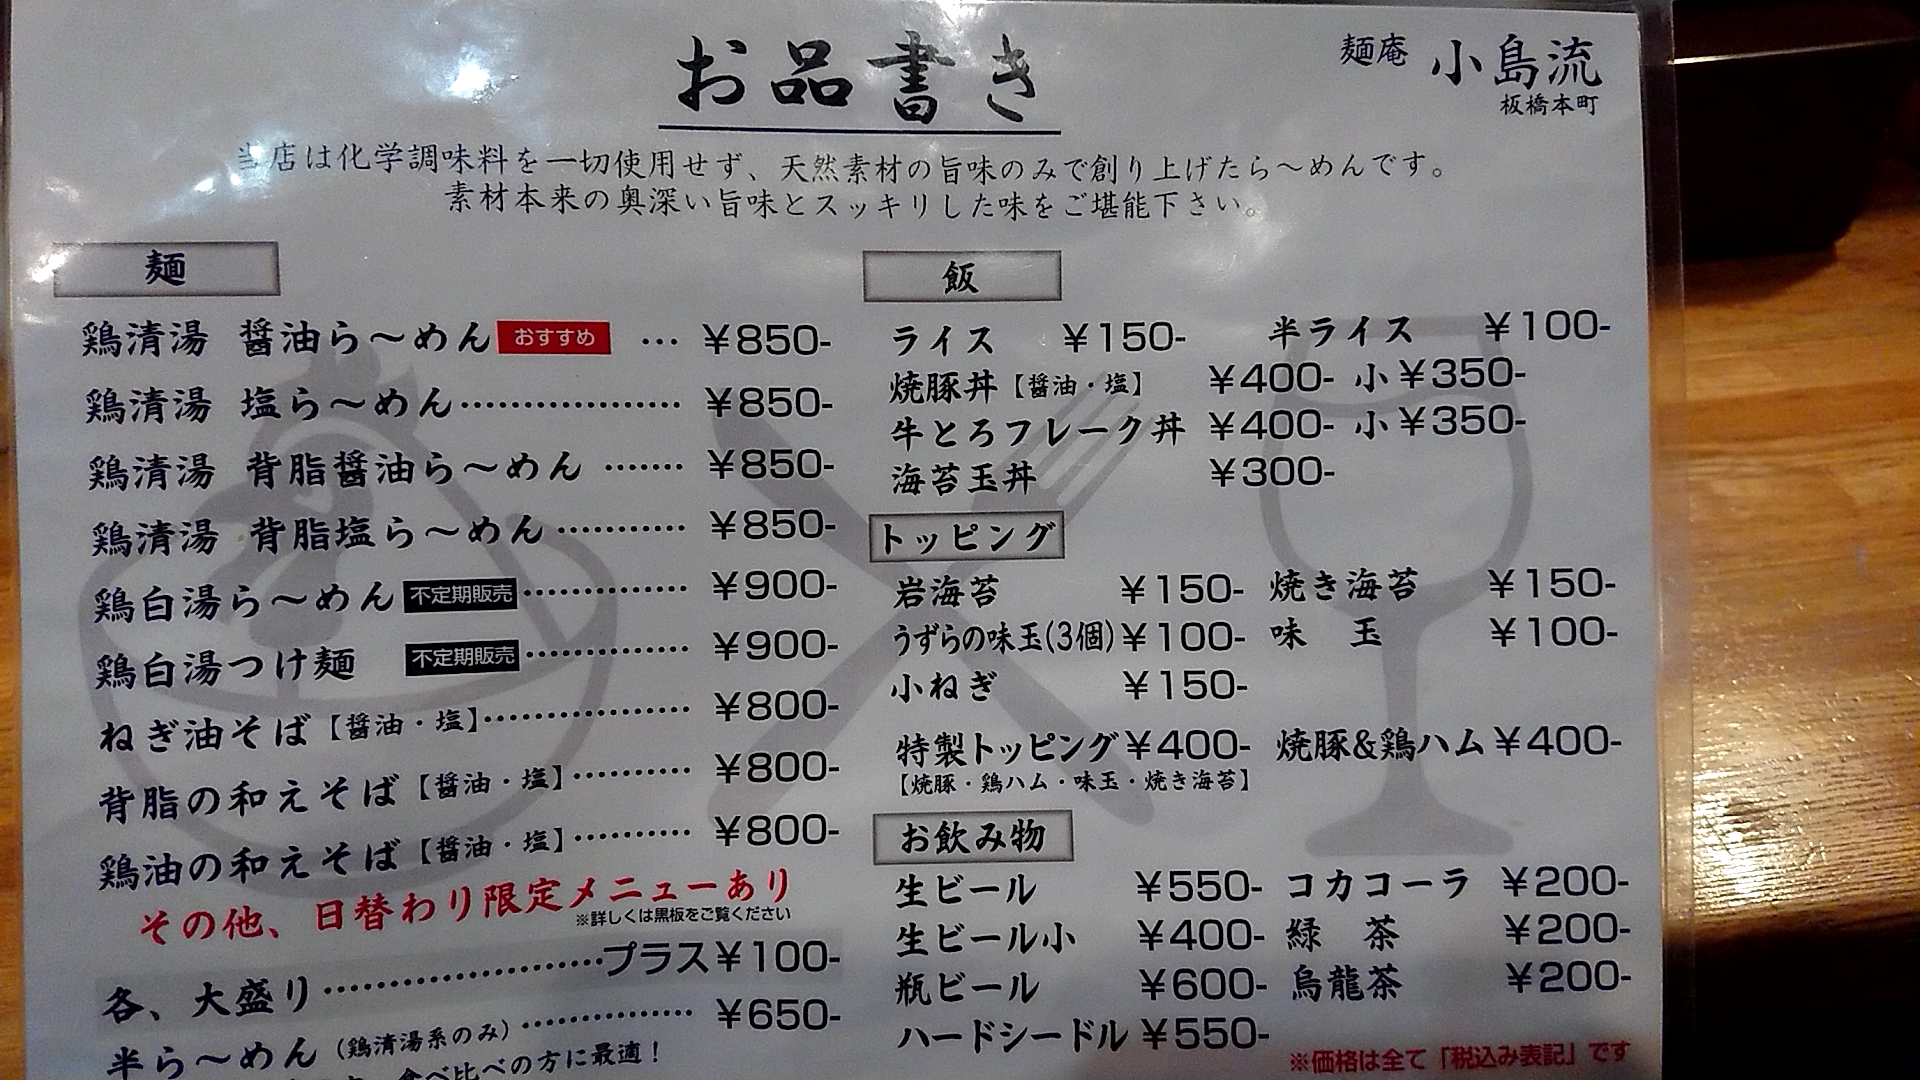 お品書き
麺庵 小島流
板橋本町
当店は化学調味料を一切使用せず、天然素材の旨味のみで創り上げたら～めんです。
素材本来の奥深い旨味とスッキリした味をご堪能下さい。
麺
鶏清湯 醤油ら～めん おすすめ … ￥850-
鶏清湯 塩ら～めん………………… ￥850-
鶏清湯 背脂醤油ら～めん ……. ￥850-
鶏清湯 背脂塩ら～めん………… ￥850-
鶏白湯ら～めん 不定期販売 …………… ￥900-
鶏白湯つけ麺 不定期販売 …………… ￥900-
ねぎ油そば【醤油・塩】……………… ￥800-
背脂の和えそば【醤油・塩】………… ￥800-
鶏油の和えそば【醤油・塩】………… ￥800-
その他、日替わり限定メニューあり
※詳しくは黒板をご覧ください
各、大盛り……………………プラス￥100-
半ら～めん（鶏清湯系のみ）…………… ￥650-
食べ比べの方に最適！
飯
ライス ￥150- 半ライス ￥100-
焼豚丼【醤油・塩】 ￥400- 小￥350-
牛とろフレーク丼 ￥400- 小￥350-
海苔玉丼 ￥300-
トッピング
岩海苔 ￥150- 焼き海苔 ￥150-
うずらの味玉(3個)￥100- 味 玉 ￥100-
小ねぎ ￥150-
特製トッピング￥400- 焼豚&鶏ハム￥400-
【焼豚・鶏ハム・味玉・焼き海苔】
お飲み物
生ビール ￥550- コカコーラ ￥200-
生ビール小 ￥400- 緑 茶 ￥200-
瓶ビール ￥600- 烏龍茶 ￥200-
ハードシードル ￥550-
※価格は全て「税込み表記」です